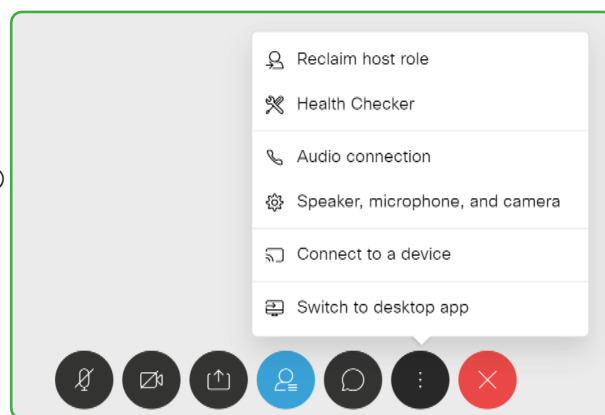 Reclaim host role
Health Checker
Audio connection
Speaker, microphone, and camera
Connect to a device
Switch to desktop app